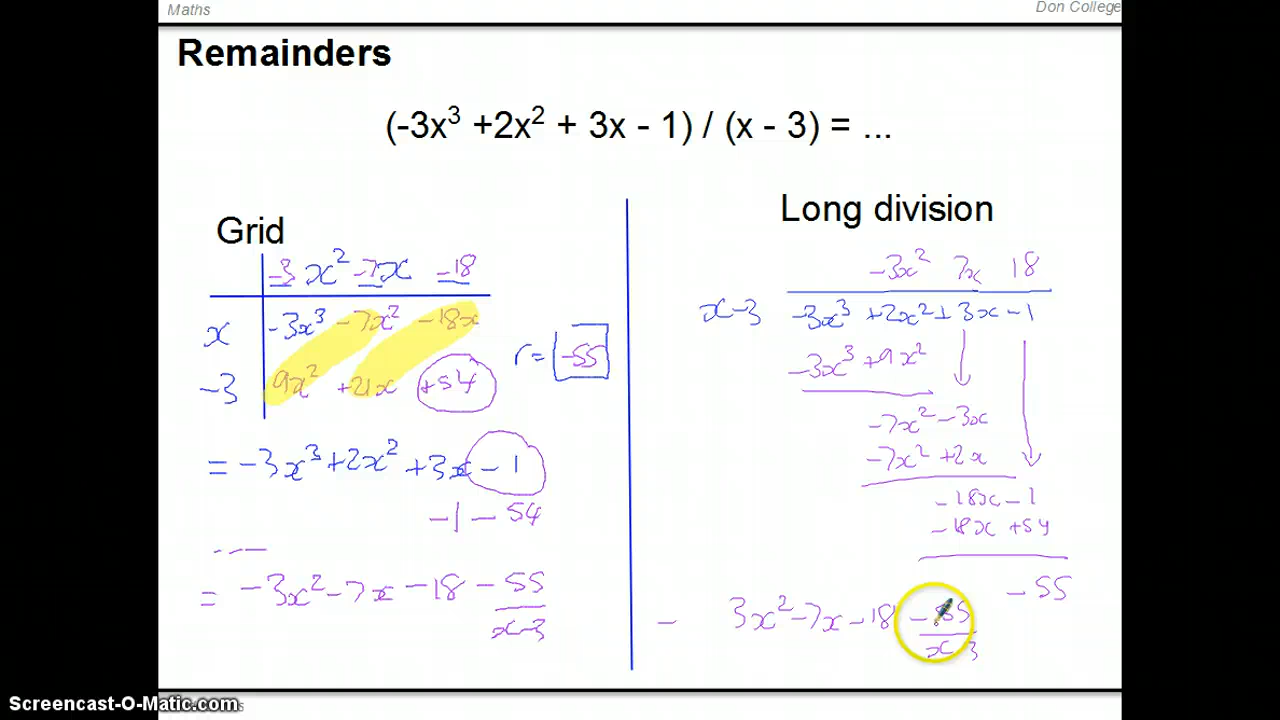 Maths
Don College
Remainders
(-3x³ +2x² + 3x - 1) / (x - 3) = ...
Grid
-3x² -7x -18
x -3x³ -7x² -18x
-3 9x² +21x +54
r = -55
= -3x³ +2x² +3x -1
-1 - 54
= -3x² -7x -18 -55
x-3
Long division
-3x² 7x 18
x-3 -3x³ +2x² + 3x -1
-3x³ +9x²
-7x² -3x
-7x² +21x
-18x -1
-18x +54
-55
- 3x² -7x -18 -55
x 3
Screencast-O-Matic.com